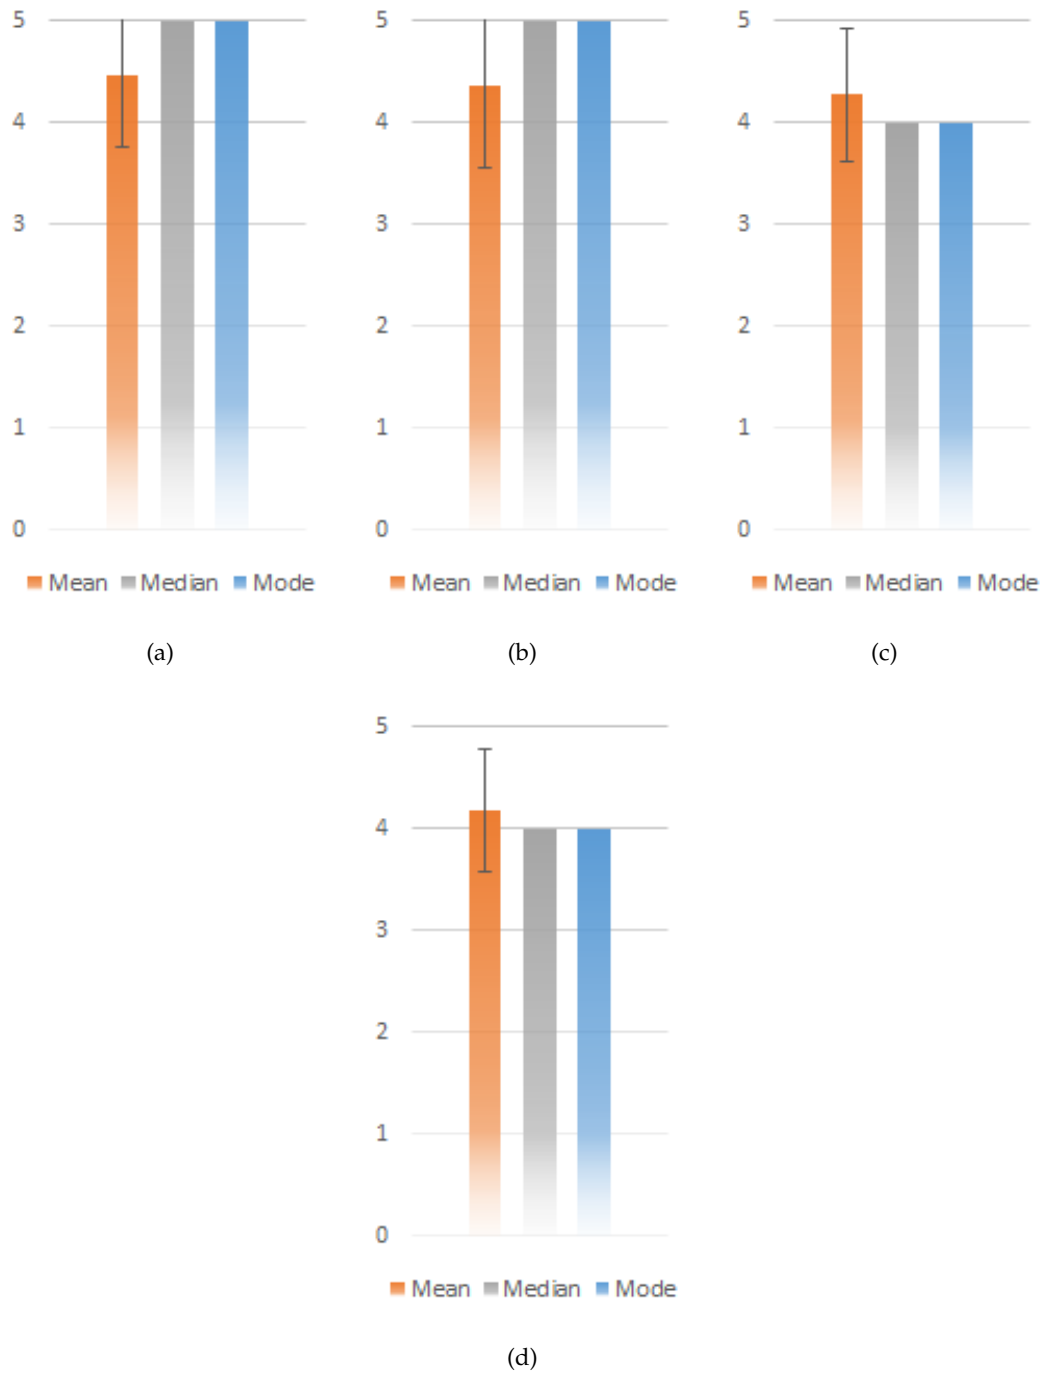 5 5 5
4 4 4
3 3 3
2 2 2
1 1 1
0 0 0
Mean Median Mode Mean Median Mode Mean Median Mode
(a) (b) (c)
5
4
3
2
1
0
Mean Median Mode
(d)